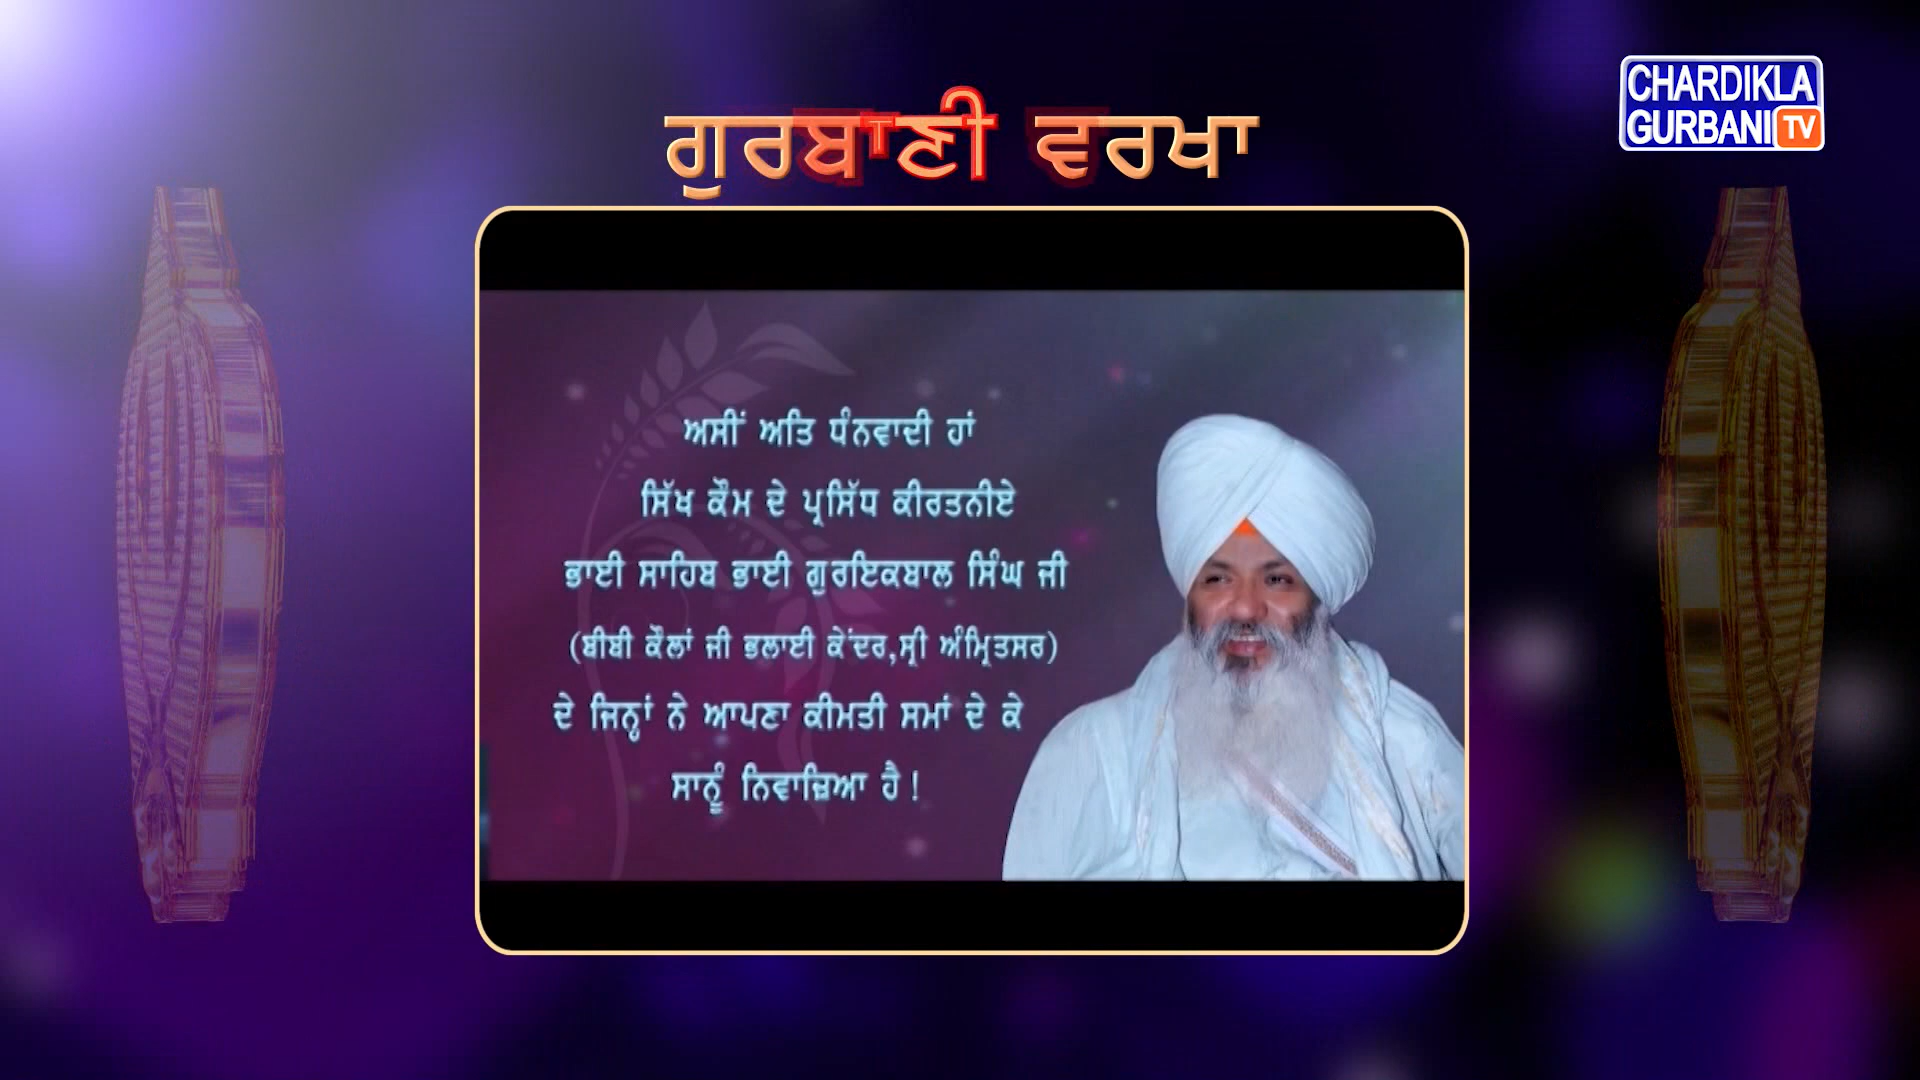 ਗੁਰਬਾਣੀ ਵਰਖਾ
CHARDIKLA
GURBANI TV
ਅਸੀਂ ਅਤਿ ਧੰਨਵਾਦੀ ਹਾਂ
ਸਿੱਖ ਕੌਮ ਦੇ ਪ੍ਰਸਿੱਧ ਕੀਰਤਨੀਏ
ਭਾਈ ਸਾਹਿਬ ਭਾਈ ਗੁਰਇਕਬਾਲ ਸਿੰਘ ਜੀ
(ਬੀਬੀ ਕੌਲਾਂ ਜੀ ਭਲਾਈ ਕੇਂਦਰ,ਸ੍ਰੀ ਅੰਮ੍ਰਿਤਸਰ)
ਦੇ ਜਿਨ੍ਹਾਂ ਨੇ ਆਪਣਾ ਕੀਮਤੀ ਸਮਾਂ ਦੇ ਕੇ
ਸਾਨੂੰ ਨਿਵਾਜ਼ਿਆ ਹੈ !